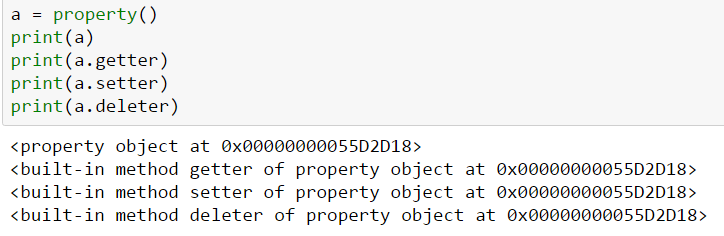 a = property()
print(a)
print(a.getter)
print(a.setter)
print(a.deleter)
<property object at 0x00000000055D2D18>
<built-in method getter of property object at 0x00000000055D2D18>
<built-in method setter of property object at 0x00000000055D2D18>
<built-in method deleter of property object at 0x00000000055D2D18>